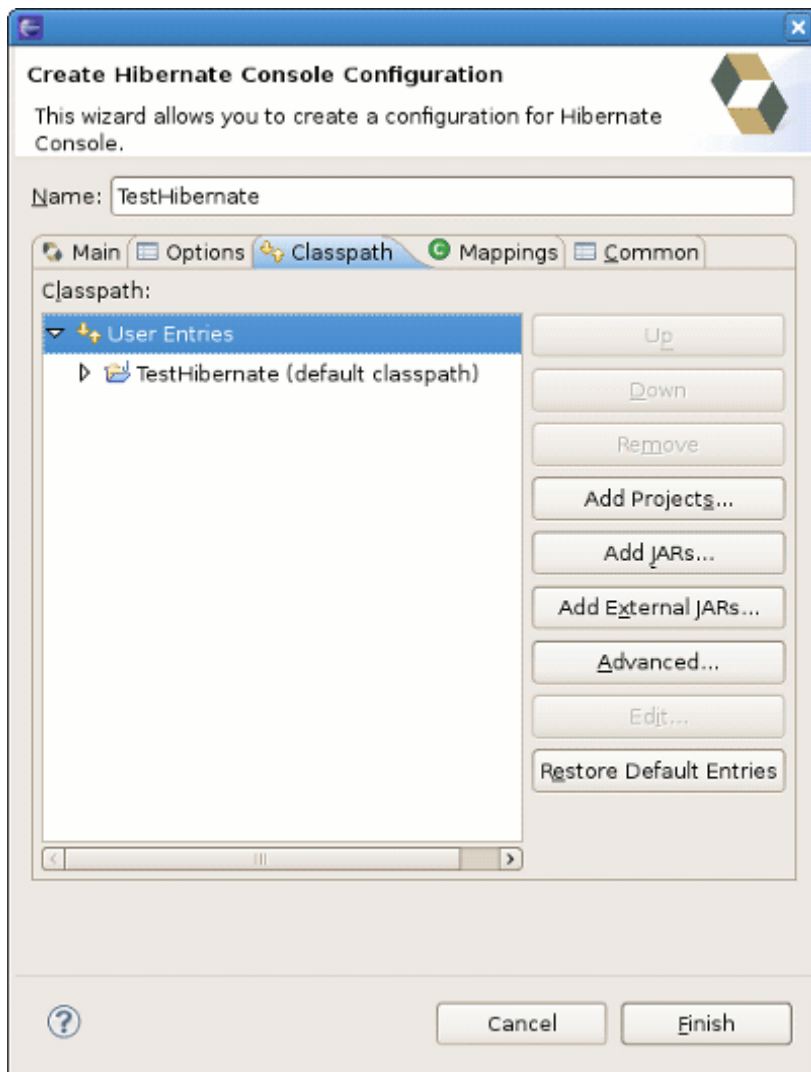 Create Hibernate Console Configuration
This wizard allows you to create a configuration for Hibernate
Console.
Name: TestHibernate
Main Options Classpath Mappings Common
Classpath:
User Entries
TestHibernate (default classpath)
Up
Down
Remove
Add Projects...
Add JARs...
Add External JARs...
Advanced...
Edit...
Restore Default Entries
Cancel Finish